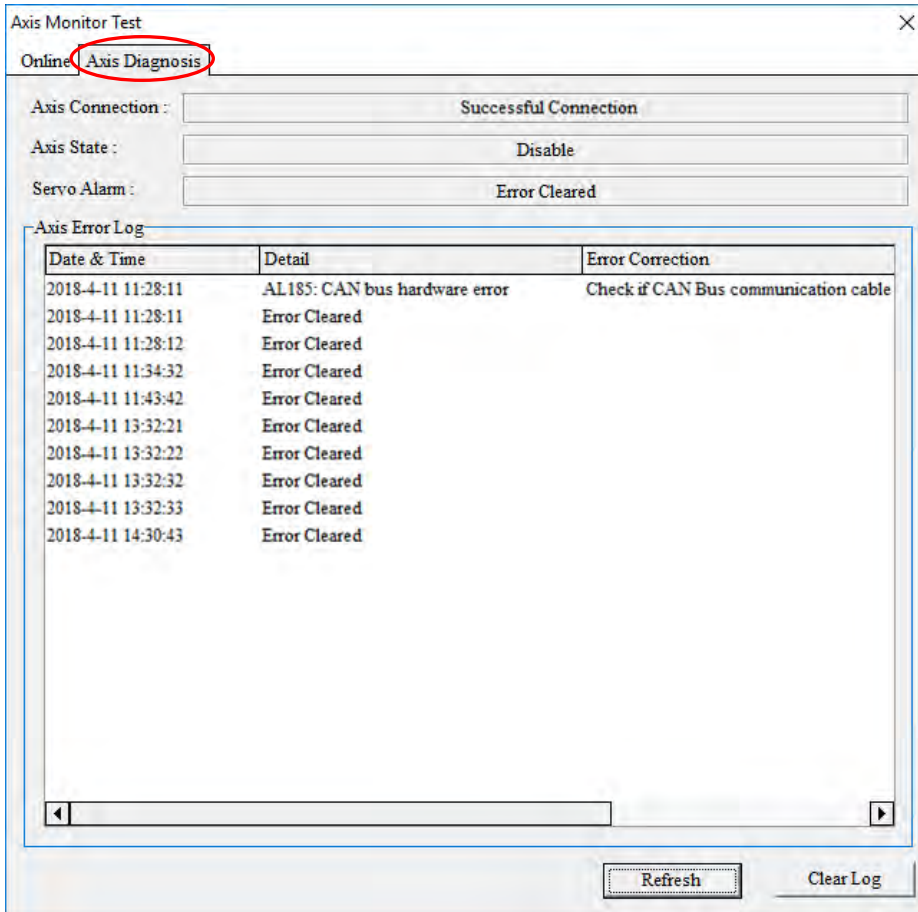 Axis Monitor Test
Online Axis Diagnosis
Axis Connection : Successful Connection
Axis State : Disable
Servo Alarm : Error Cleared
Axis Error Log
Date & Time Detail Error Correction
2018-4-11 11:28:11 AL185: CAN bus hardware error Check if CAN Bus communication cable
2018-4-11 11:28:11 Error Cleared
2018-4-11 11:28:12 Error Cleared
2018-4-11 11:34:32 Error Cleared
2018-4-11 11:43:42 Error Cleared
2018-4-11 13:32:21 Error Cleared
2018-4-11 13:32:22 Error Cleared
2018-4-11 13:32:32 Error Cleared
2018-4-11 13:32:33 Error Cleared
2018-4-11 14:30:43 Error Cleared
Refresh Clear Log